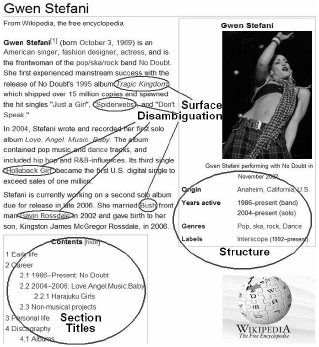 Gwen Stefani
From Wikipedia, the free encyclopedia
Gwen Stefani[1] (born October 3, 1969) is an
American singer, fashion designer, actress, and is
the frontwoman of the pop/ska/rock band No Doubt.
She first experienced mainstream success with the
release of No Doubt's 1995 album Tragic Kingdom,
which shipped over 15 million copies and spawned
the hit singles "Just a Girl", "Spiderwebs", and "Don't
Speak."
In 2004, Stefani wrote and recorded her first solo
album Love. Angel. Music. Baby. The album
contained pop music and dance tracks, and
included hip hop and R&B-influences. Its third single
"Hollaback Girl" became the first U.S. digital single to
exceed sales of one million.
Stefani is currently working on a second solo album
due for release in late 2006. She married Bush front
man Gavin Rossdale in 2002 and gave birth to her
son, Kingston James McGregor Rossdale, in 2006.
Contents [hide]
1 Early life
2 Career
2.1 1986–Present: No Doubt
2.2 2004–2006: Love.Angel.Music.Baby.
2.2.1 Harajuku Girls
2.3 Non-musical projects
3 Personal life
4 Discography
4.1 Albums
Section
Titles
Surface
Disambiguation
Gwen Stefani
Gwen Stefani performing with No Doubt in
November 2002.
Origin Anaheim, California, U.S.
Years active 1986–present (band)
2004–present (solo)
Genres Pop, ska, rock, Dance
Labels Interscope (1992–present)
Structure
WIKIPEDIA
The Free Encyclopedia